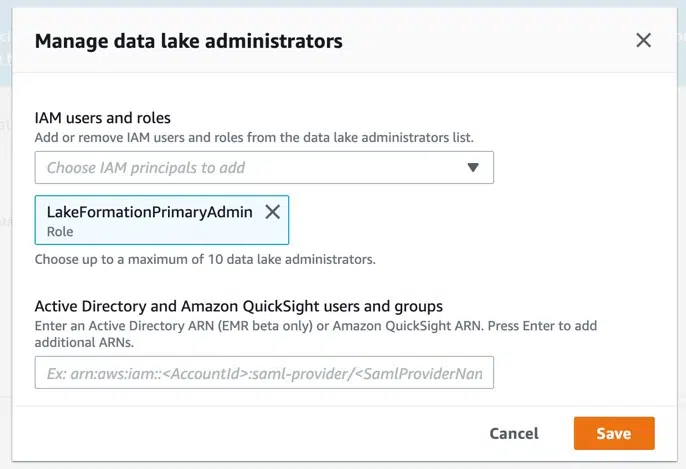 Manage data lake administrators
IAM users and roles
Add or remove IAM users and roles from the data lake administrators list.
Choose IAM principals to add
LakeFormationPrimaryAdmin
Role
Choose up to a maximum of 10 data lake administrators.
Active Directory and Amazon QuickSight users and groups
Enter an Active Directory ARN (EMR beta only) or Amazon QuickSight ARN. Press Enter to add
additional ARNs.
Ex: arn:aws:iam::<AccountId>:saml-provider/<SamlProviderNan
Cancel
Save